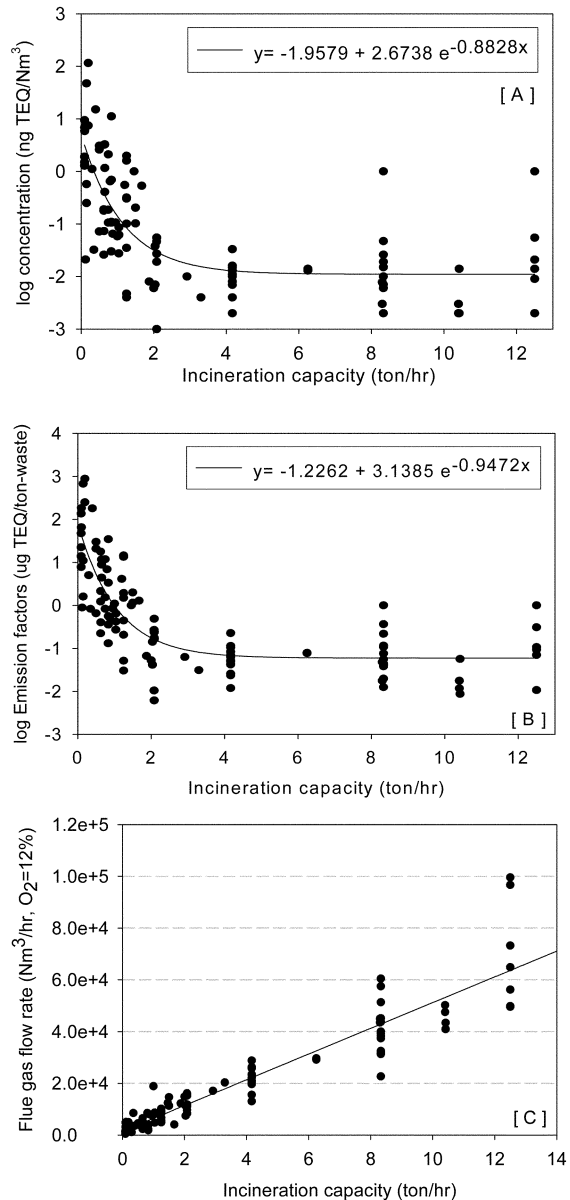 3
y= -1.9579 + 2.6738 e-0.8828x
2
[ A ]
1
0
-1
-2
-3
log concentration (ng TEQ/Nm3)
0 2 4 6 8 10 12
Incineration capacity (ton/hr)
4
y= -1.2262 + 3.1385 e-0.9472x
3
2
1
0
-1
-2
-3
log Emission factors (ug TEQ/ton-waste)
[ B ]
0 2 4 6 8 10 12
Incineration capacity (ton/hr)
1.2e+5
1.0e+5
8.0e+4
6.0e+4
4.0e+4
2.0e+4
0.0
Flue gas flow rate (Nm3/hr, O2=12%)
[ C ]
0 2 4 6 8 10 12 14
Incineration capacity (ton/hr)